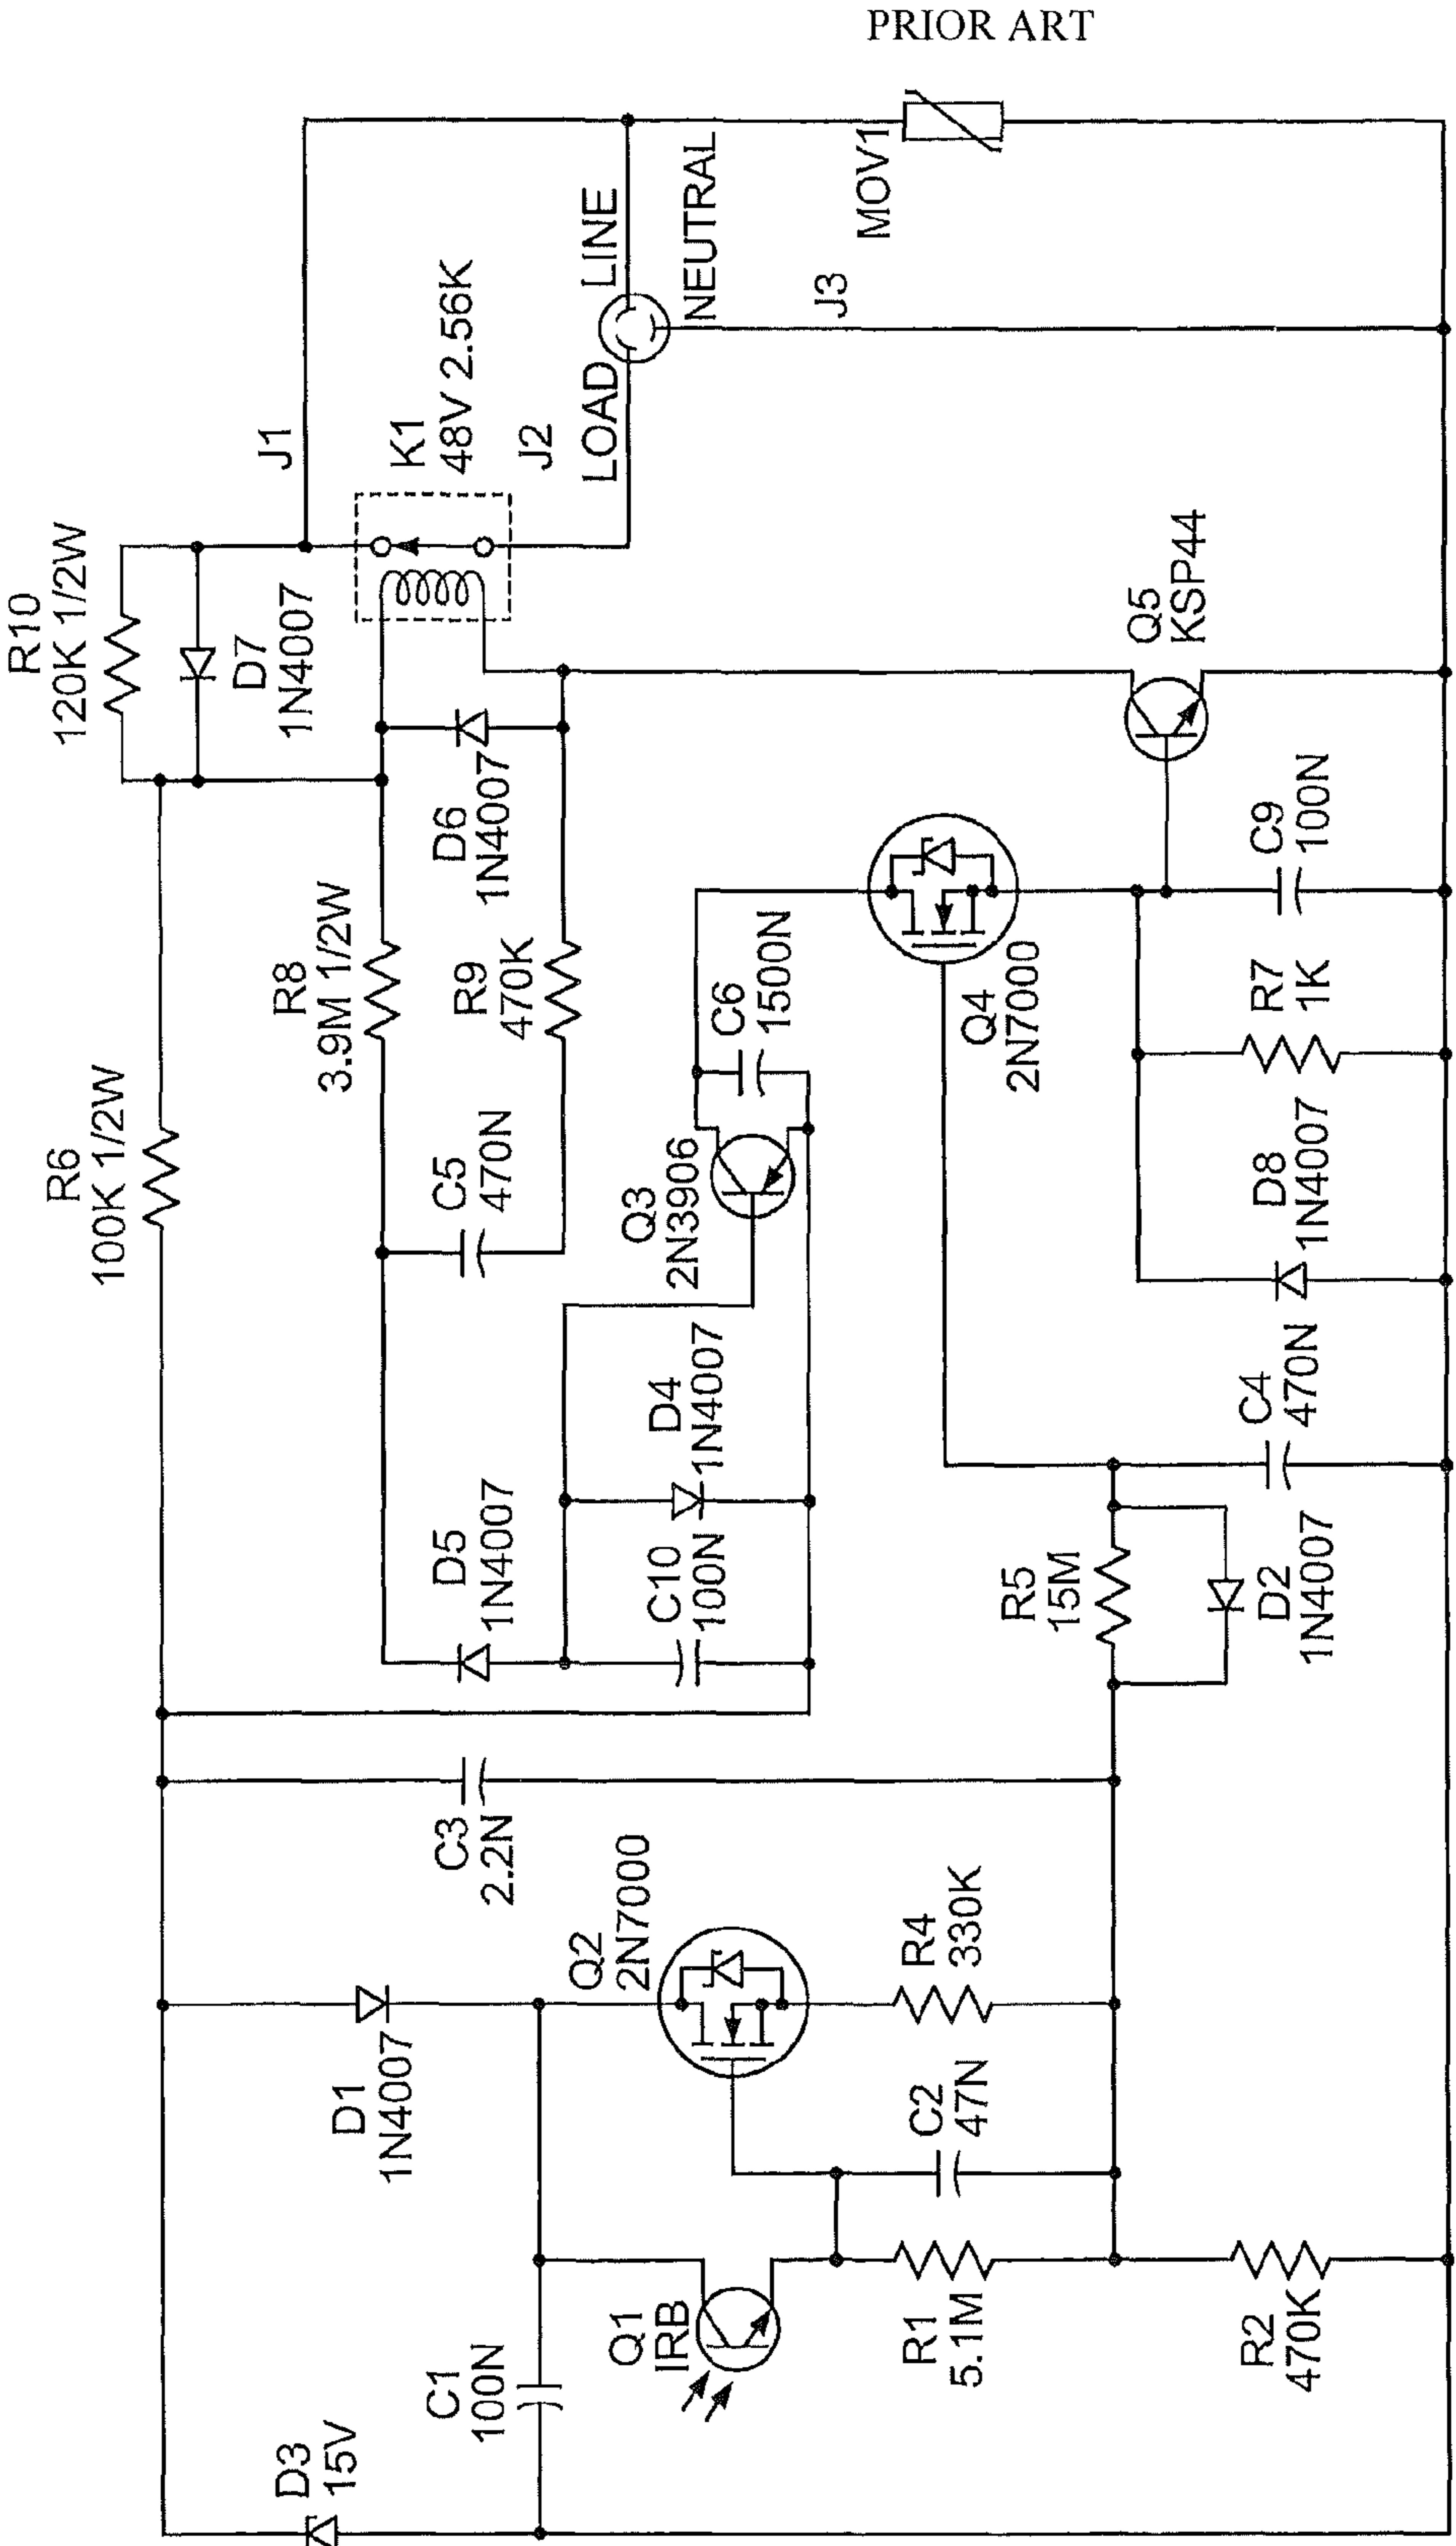 PRIOR ART
R10
120K 1/2W
D7
1N4007
J1
K1
48V 2.56K
J2
LOAD
LINE
NEUTRAL
J3
MOV1
R6
100K 1/2W
R8
3.9M 1/2W
R9
470K
D6
1N4007
C5
470N
Q3
2N3906
C6
1500N
Q4
2N7000
Q5
KSP44
C9
100N
R7
1K
D8
1N4007
C4
470N
D5
1N4007
D4
1N4007
C10
100N
R5
15M
D2
1N4007
C3
2.2N
D1
1N4007
Q2
2N7000
R4
330K
C2
47N
Q1
IRB
R1
5.1M
R2
470K
C1
100N
D3
15V